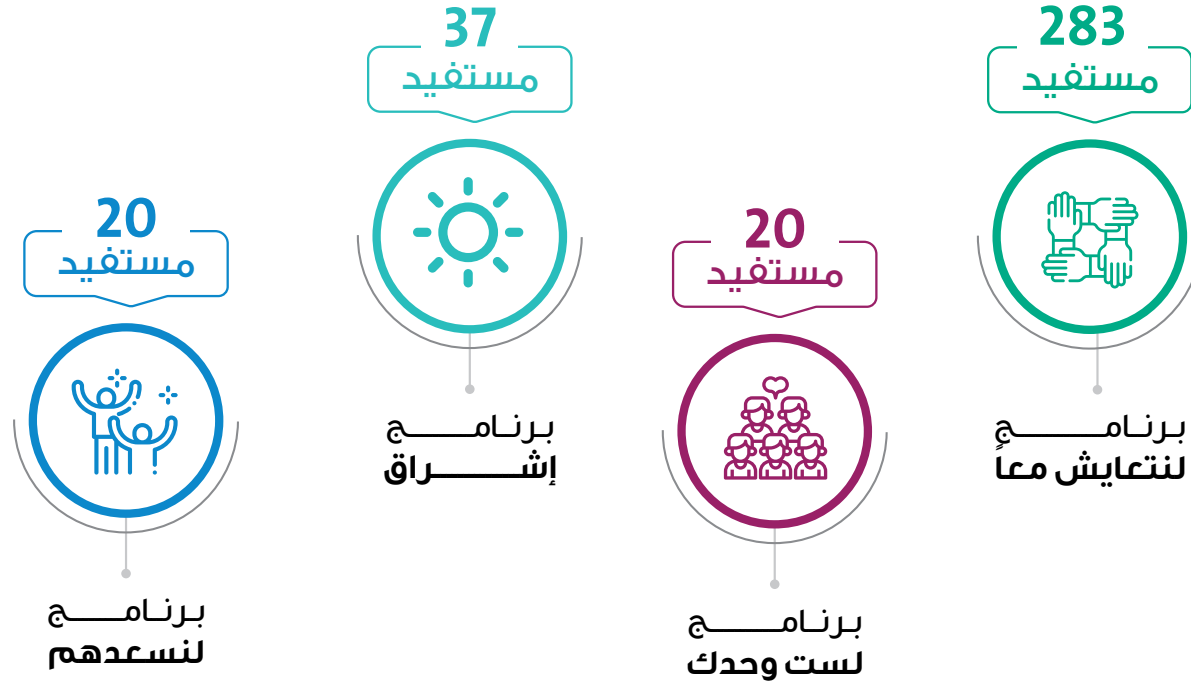 283
مستفيد
برنامج
لنتعايش معاً
20
مستفيد
برنامج
لست وحدك
37
مستفيد
برنامج
إشراق
20
مستفيد
برنامج
لنسعدهم